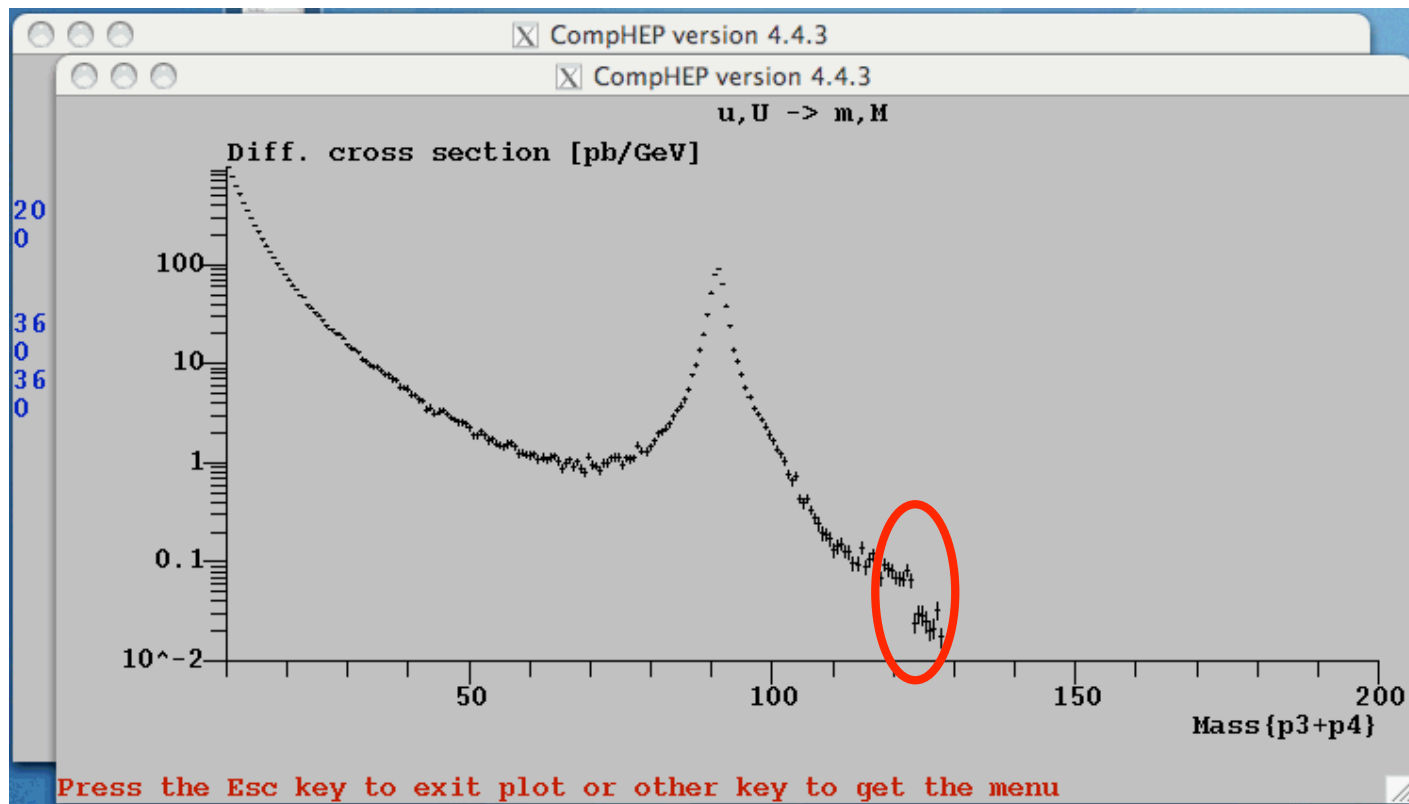 CompHEP version 4.4.3
CompHEP version 4.4.3
u,U -> m,M
Diff. cross section [pb/GeV]
20
0
36
0
36
0
100
10
1
0.1
10^-2
50 100 150 200
Mass{p3+p4}
Press the Esc key to exit plot or other key to get the menu